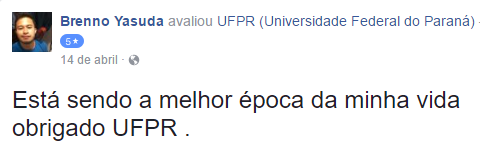 Brenno Yasuda avaliou UFPR (Universidade Federal do Paraná) –
5★
14 de abril ·
Está sendo a melhor época da minha vida
obrigado UFPR .